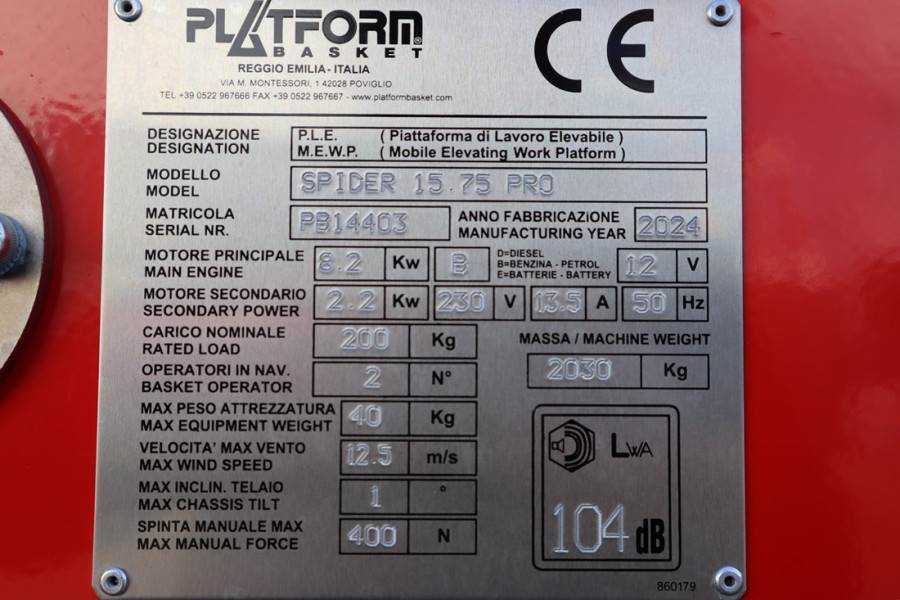 PLATFORM®
BASKET
REGGIO EMILIA - ITALIA
VIA M. MONTESSORI, 1 42028 POVIGLIO
TEL +39 0522 967666 FAX +39 0522 967667 - www.platformbasket.com
CE
DESIGNAZIONE P.L.E. ( Piattaforma di Lavoro Elevabile )
DESIGNATION M.E.W.P. ( Mobile Elevating Work Platform )
MODELLO
MODEL
SPIDER 15.75 PRO
MATRICOLA
SERIAL NR.
PB14403
ANNO FABBRICAZIONE
MANUFACTURING YEAR
2024
MOTORE PRINCIPALE
MAIN ENGINE
8.2 Kw B
D=DIESEL
B=BENZINA - PETROL
E=BATTERIE - BATTERY
12 V
MOTORE SECONDARIO
SECONDARY POWER
2.2 Kw 230 V 13.5 A 50 Hz
CARICO NOMINALE
RATED LOAD
200 Kg
MASSA / MACHINE WEIGHT
2030 Kg
OPERATORI IN NAV.
BASKET OPERATOR
2 N°
MAX PESO ATTREZZATURA
MAX EQUIPMENT WEIGHT
40 Kg
VELOCITA' MAX VENTO
MAX WIND SPEED
12.5 m/s
MAX INCLIN. TELAIO
MAX CHASSIS TILT
1 °
SPINTA MANUALE MAX
MAX MANUAL FORCE
400 N
LWA
104 dB
860179